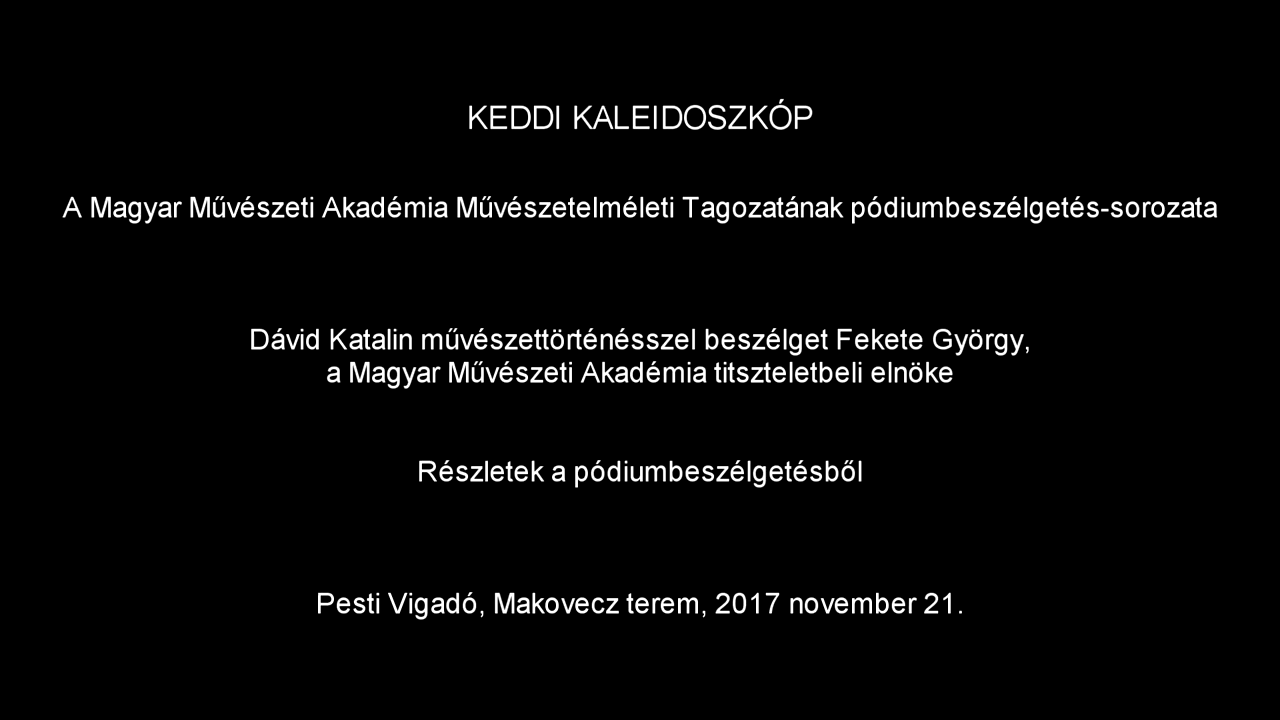 KEDDI KALEIDOSZKÓP
A Magyar Művészeti Akadémia Művészetelméleti Tagozatának pódiumbeszélgetés-sorozata
Dávid Katalin művészettörténésszel beszélget Fekete György,
a Magyar Művészeti Akadémia titszteletbeli elnöke
Részletek a pódiumbeszélgetésből
Pesti Vigadó, Makovecz terem, 2017 november 21.